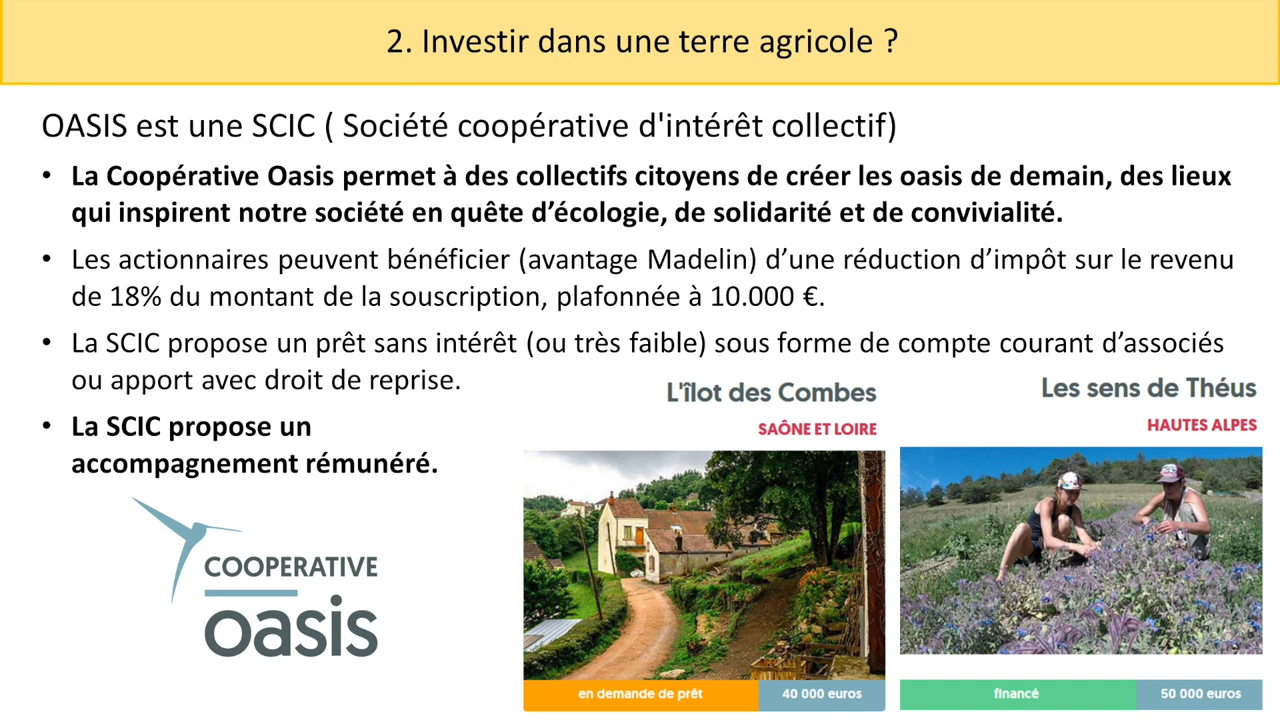 2. Investir dans une terre agricole ?
OASIS est une SCIC ( Société coopérative d'intérêt collectif)
• La Coopérative Oasis permet à des collectifs citoyens de créer les oasis de demain, des lieux
qui inspirent notre société en quête d’écologie, de solidarité et de convivialité.
• Les actionnaires peuvent bénéficier (avantage Madelin) d’une réduction d’impôt sur le revenu
de 18% du montant de la souscription, plafonnée à 10.000 €.
• La SCIC propose un prêt sans intérêt (ou très faible) sous forme de compte courant d’associés
ou apport avec droit de reprise.
• La SCIC propose un
accompagnement rémunéré.
COOPERATIVE
oasis
L'îlot des Combes
SAÔNE ET LOIRE
en demande de prêt
40 000 euros
Les sens de Théus
HAUTES ALPES
financé
50 000 euros